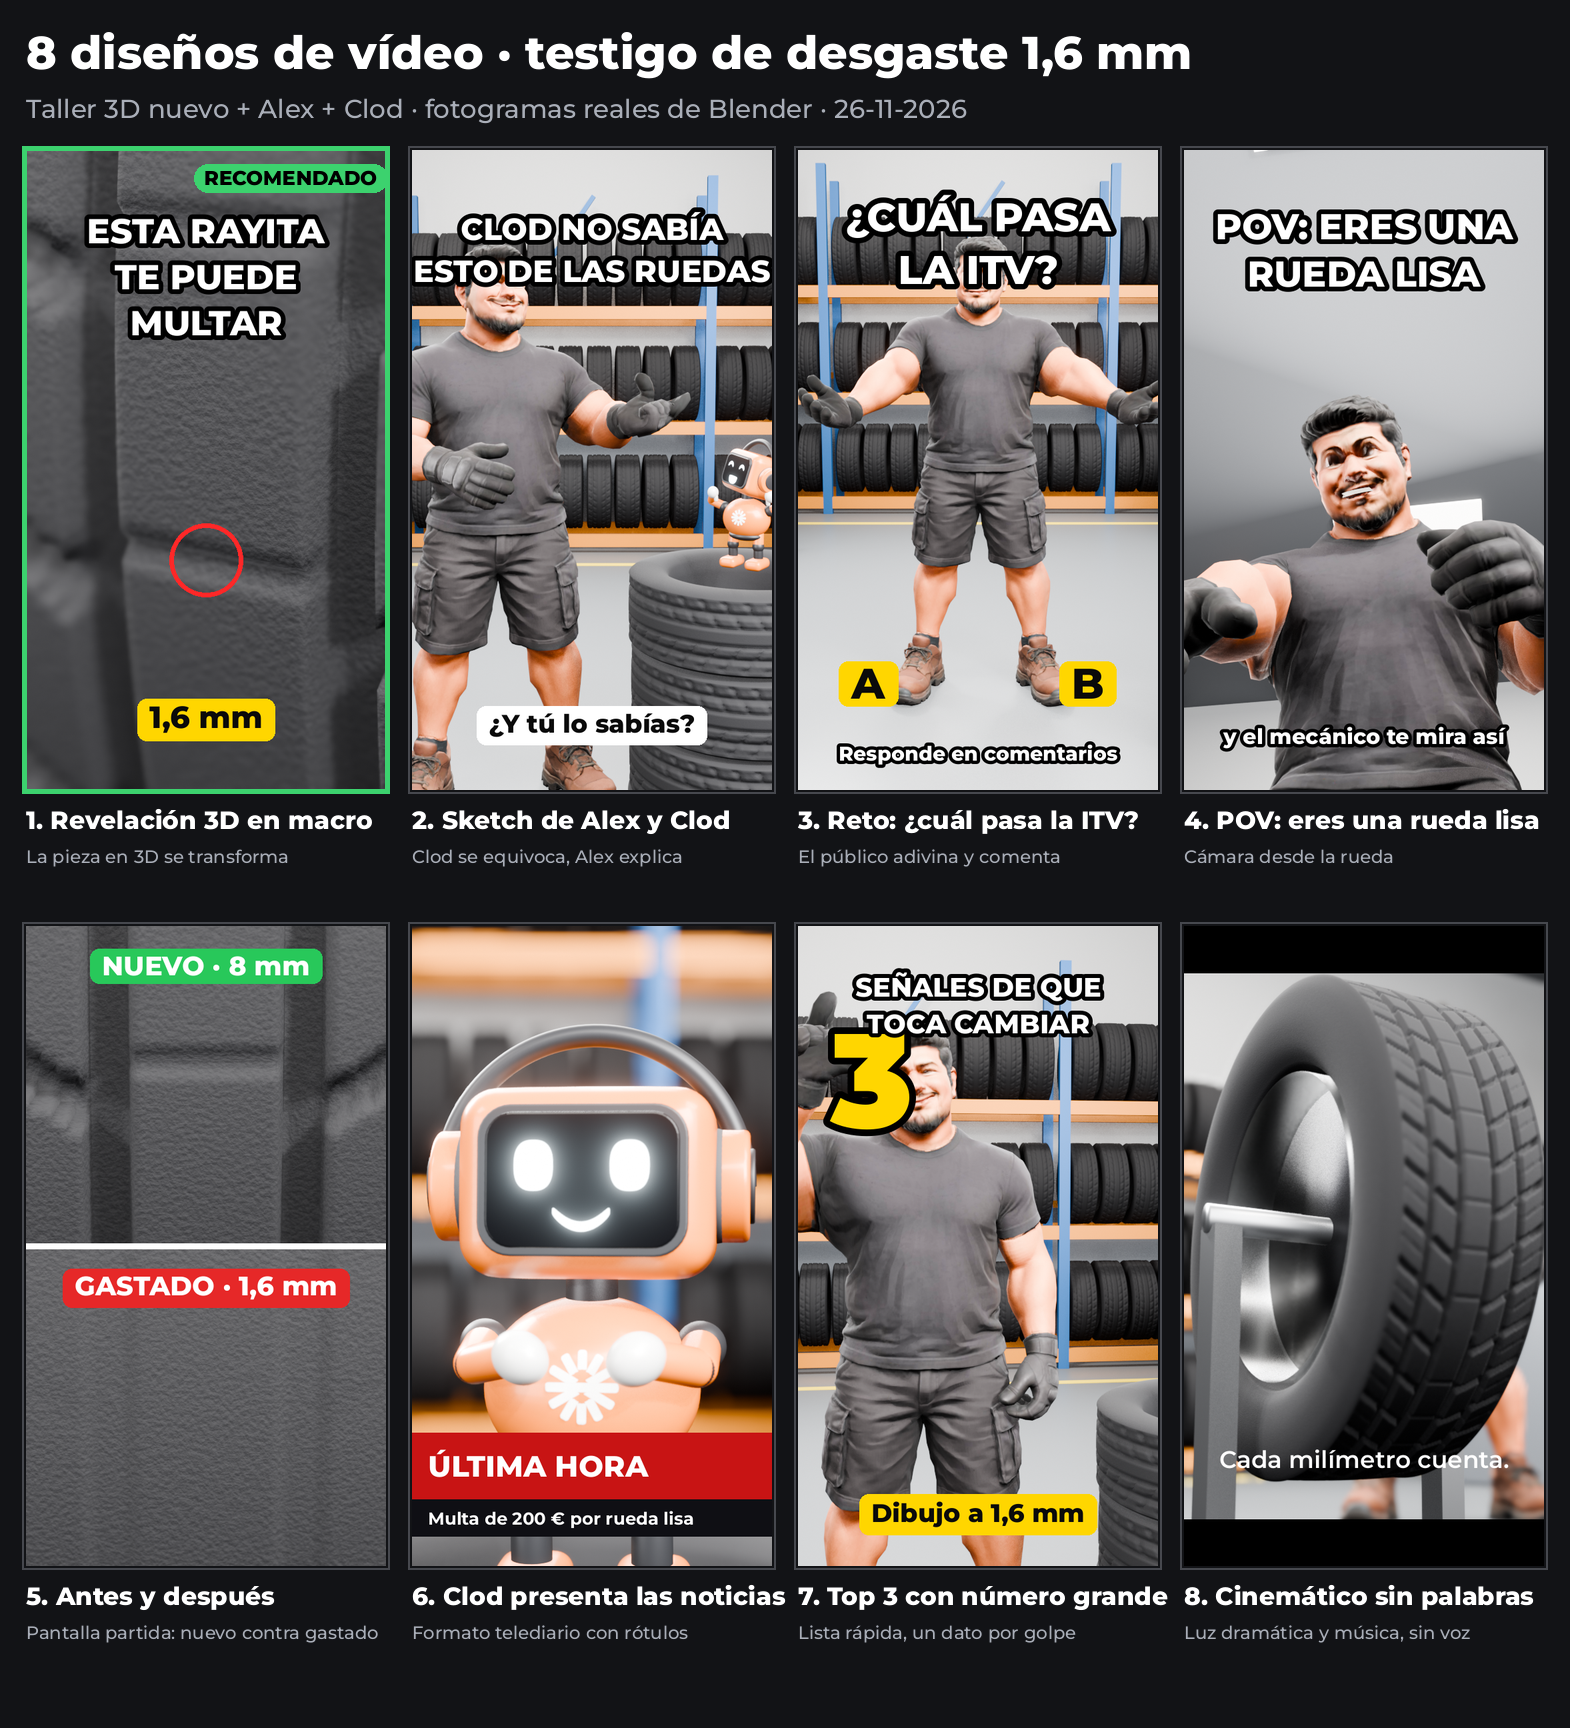 8 diseños de vídeo · testigo de desgaste 1,6 mm
Taller 3D nuevo + Alex + Clod · fotogramas reales de Blender · 26-11-2026
RECOMENDADO
ESTA RAYITA
TE PUEDE
MULTAR
1,6 mm
1. Revelación 3D en macro
La pieza en 3D se transforma
CLOD NO SABÍA
ESTO DE LAS RUEDAS
¿Y tú lo sabías?
2. Sketch de Alex y Clod
Clod se equivoca, Alex explica
¿CUÁL PASA
LA ITV?
A
B
Responde en comentarios
3. Reto: ¿cuál pasa la ITV?
El público adivina y comenta
POV: ERES UNA
RUEDA LISA
y el mecánico te mira así
4. POV: eres una rueda lisa
Cámara desde la rueda
NUEVO · 8 mm
GASTADO · 1,6 mm
5. Antes y después
Pantalla partida: nuevo contra gastado
ÚLTIMA HORA
Multa de 200 € por rueda lisa
6. Clod presenta las noticias
Formato telediario con rótulos
SEÑALES DE QUE
TOCA CAMBIAR
3
Dibujo a 1,6 mm
7. Top 3 con número grande
Lista rápida, un dato por golpe
Cada milímetro cuenta.
8. Cinemático sin palabras
Luz dramática y música, sin voz